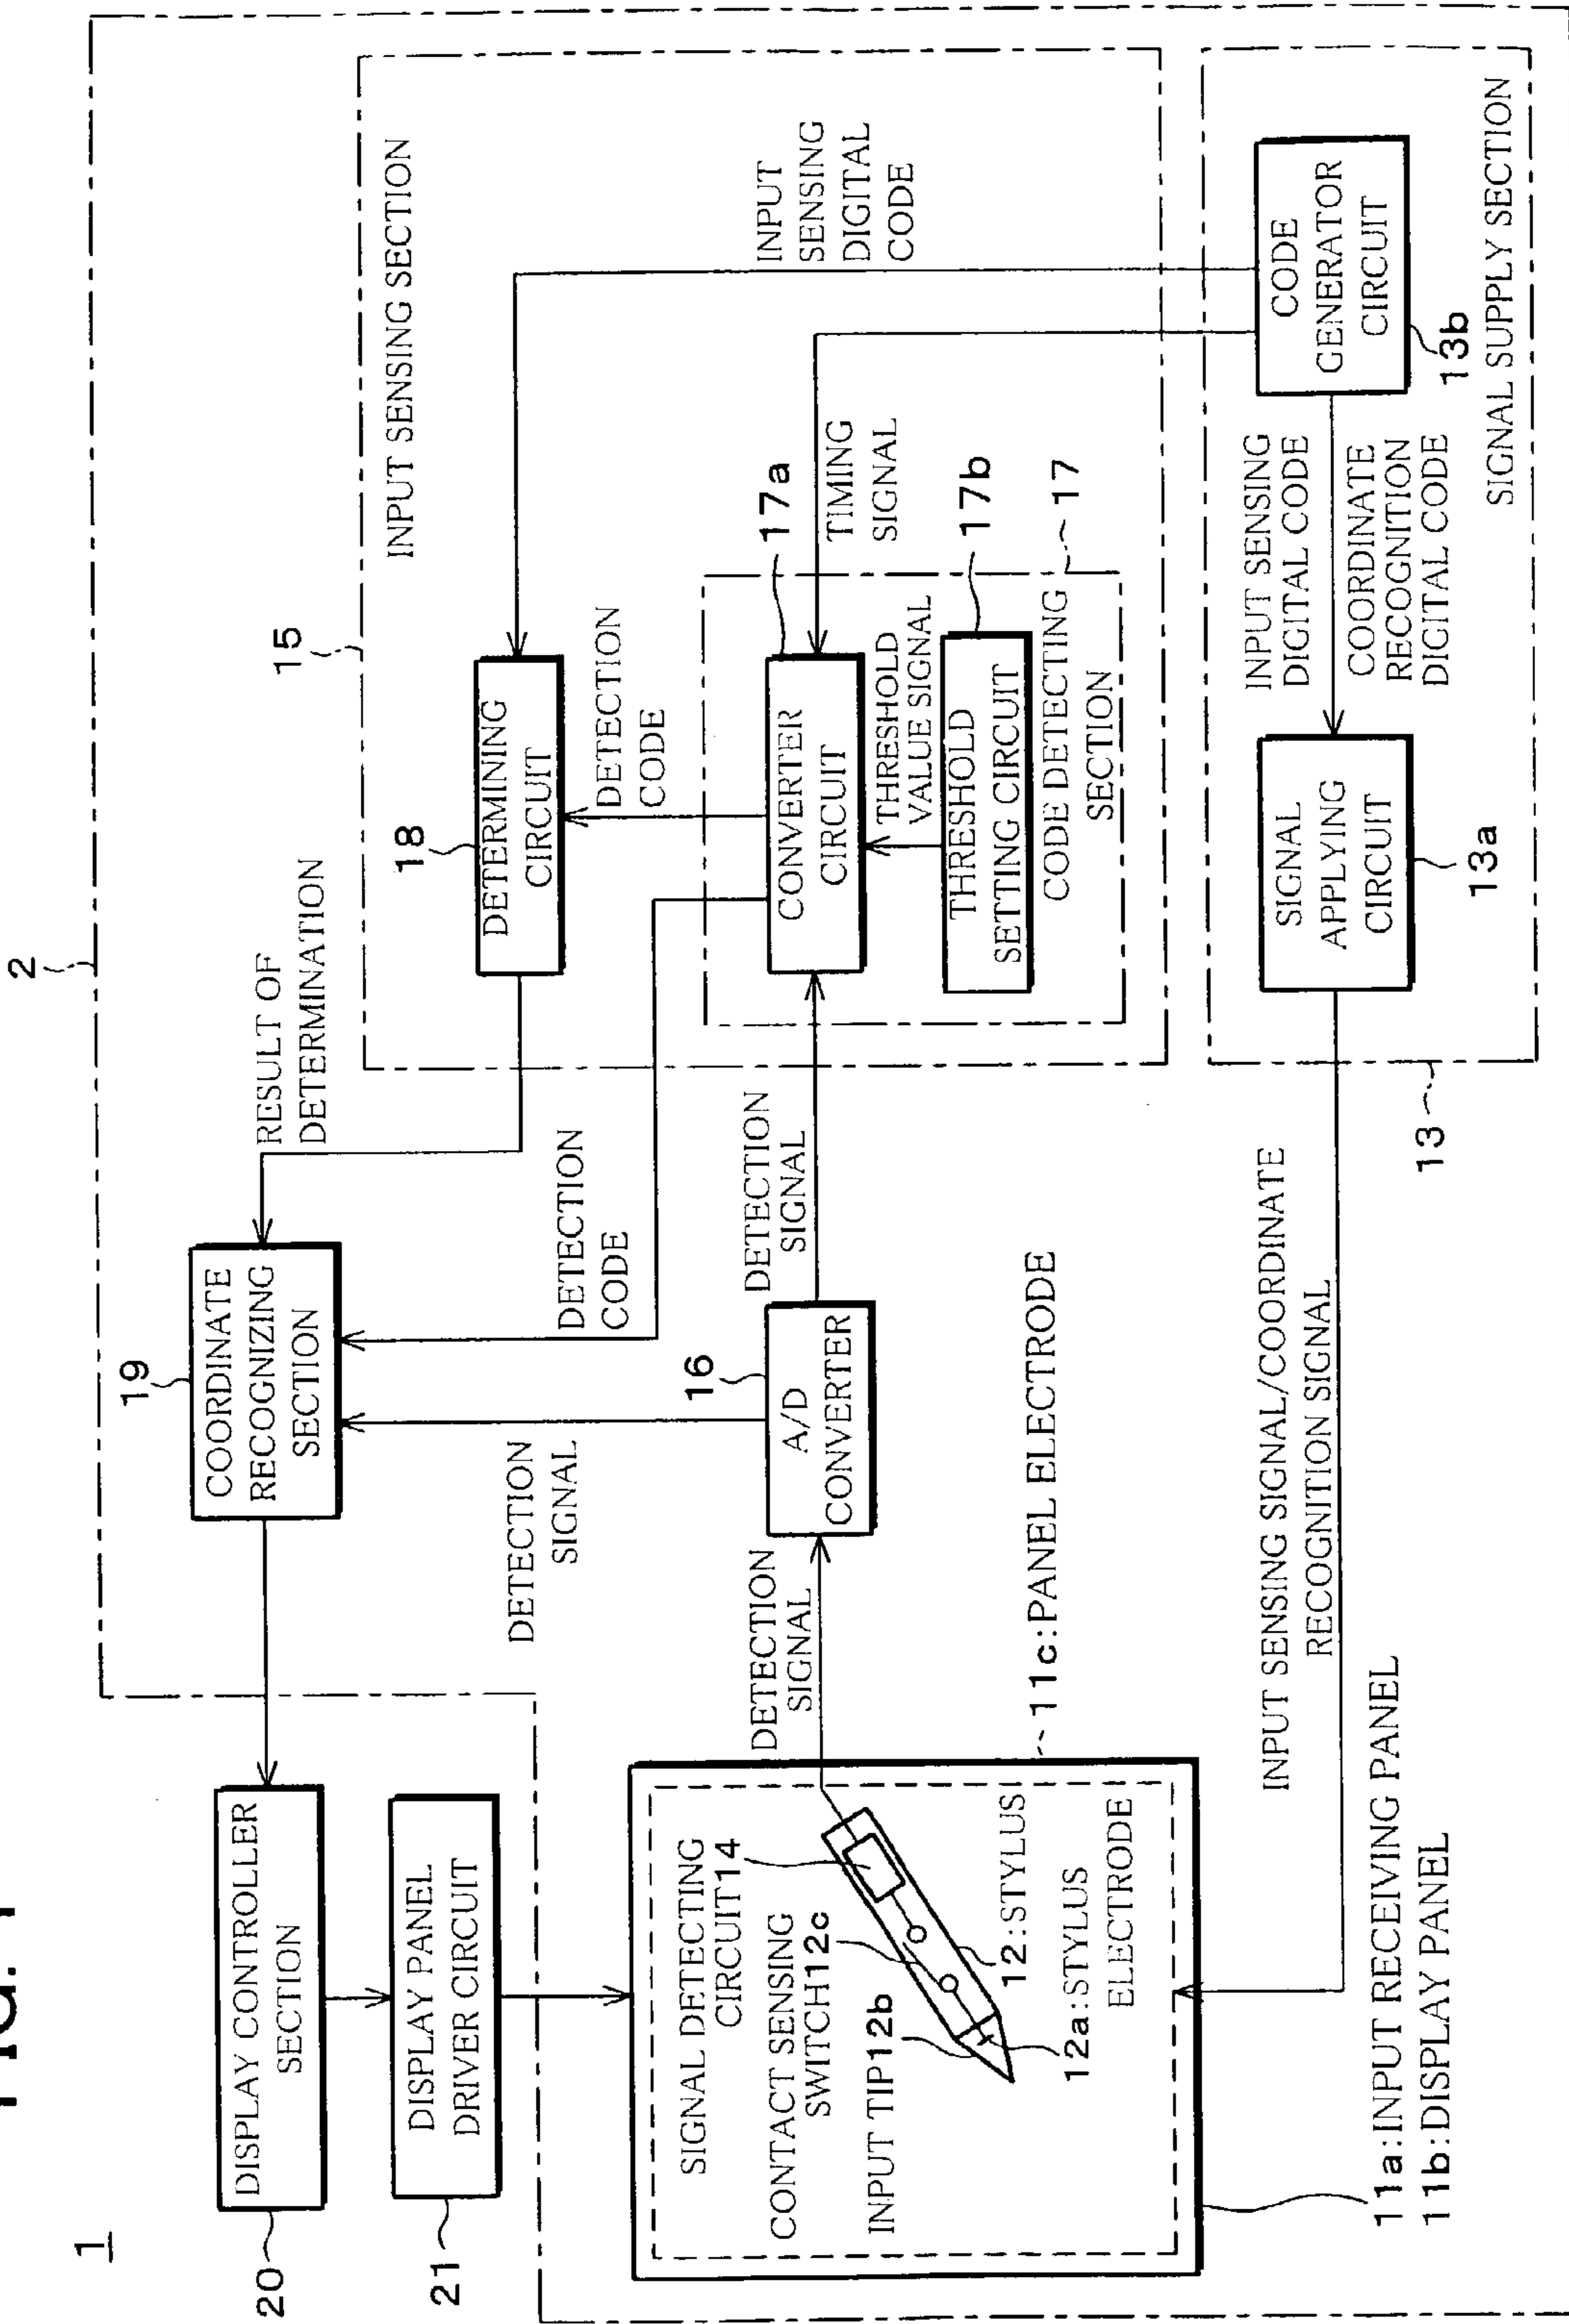 FIG. 1
1
2
20
DISPLAY CONTROLLER
SECTION
21
DISPLAY PANEL
DRIVER CIRCUIT
19
COORDINATE
RECOGNIZING
SECTION
RESULT OF
DETERMINATION
15
INPUT SENSING SECTION
18
DETERMINING
CIRCUIT
DETECTION
CODE
DETECTION
SIGNAL
DETECTION
CODE
INPUT
SENSING
DIGITAL
CODE
16
A/D
CONVERTER
DETECTION
SIGNAL
DETECTION
SIGNAL
17a
CONVERTER
CIRCUIT
TIMING
SIGNAL
THRESHOLD
VALUE SIGNAL
17b
THRESHOLD
SETTING CIRCUIT
CODE DETECTING
SECTION
17
SIGNAL DETECTING
CIRCUIT14
CONTACT SENSING
SWITCH12c
INPUT TIP12b
12:STYLUS
12a:STYLUS
ELECTRODE
11c:PANEL ELECTRODE
11a:INPUT RECEIVING PANEL
11b:DISPLAY PANEL
INPUT SENSING SIGNAL/COORDINATE
RECOGNITION SIGNAL
13
SIGNAL
APPLYING
CIRCUIT
13a
INPUT SENSING
DIGITAL CODE
COORDINATE
RECOGNITION
DIGITAL CODE
CODE
GENERATOR
CIRCUIT
13b
SIGNAL SUPPLY SECTION